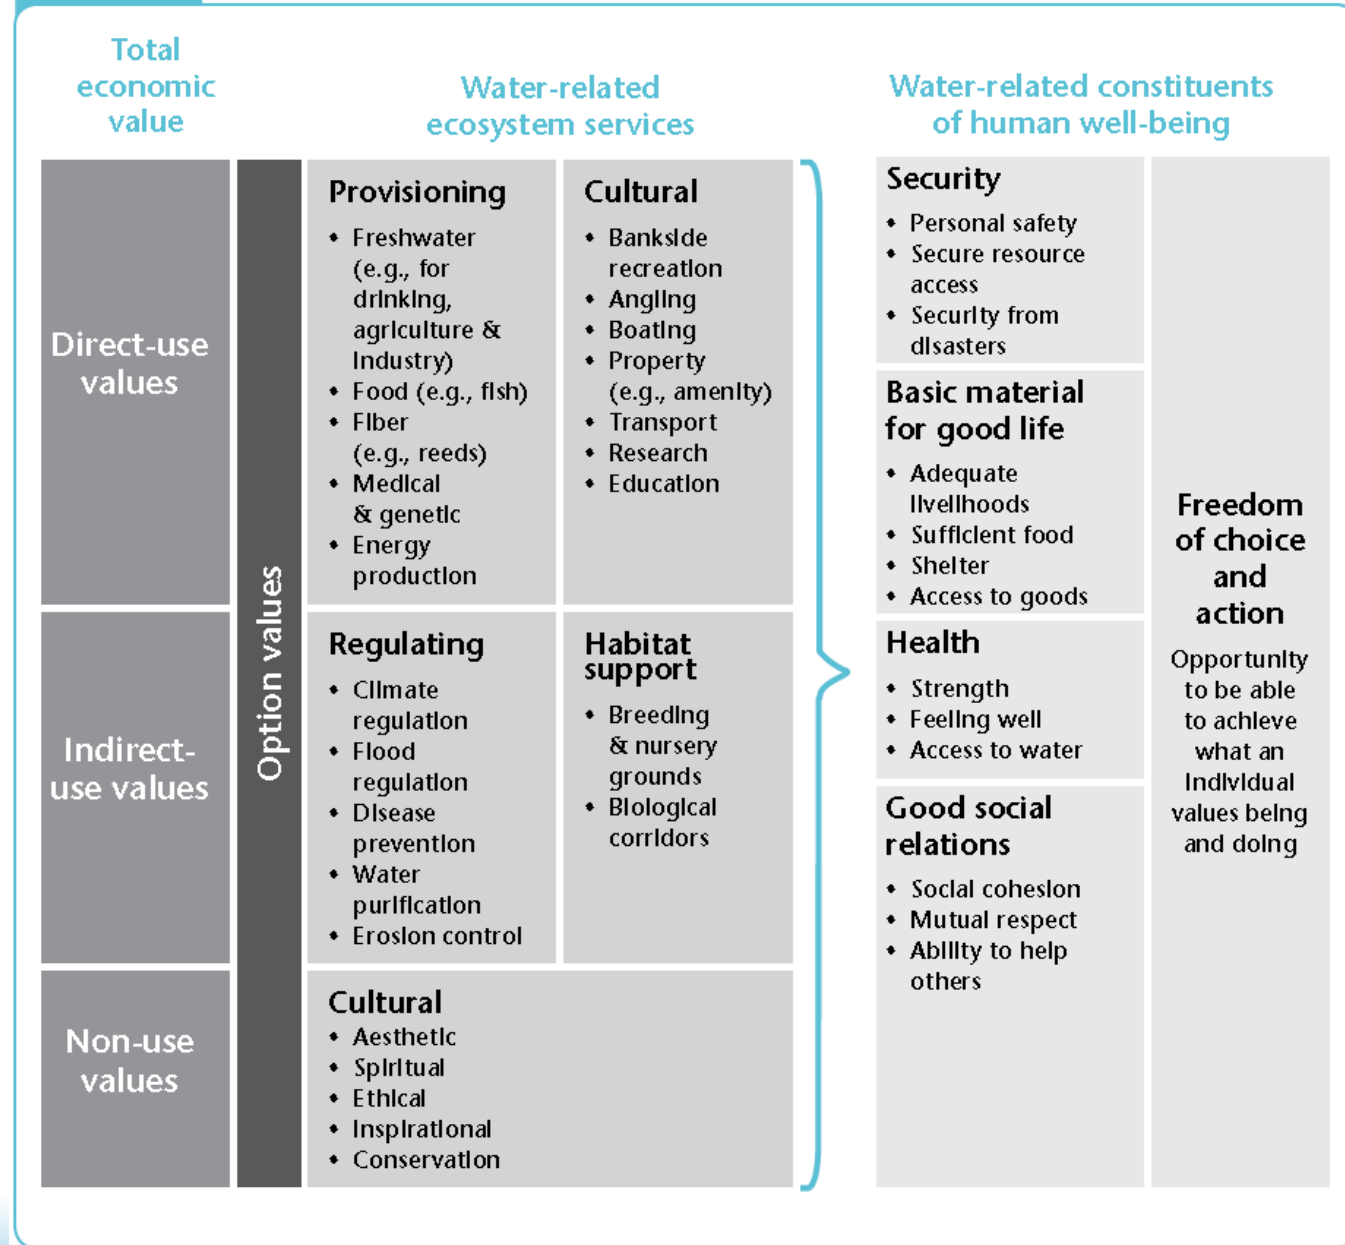 Total
economic
value
Water-related
ecosystem services
Water-related constituents
of human well-being
Direct-use
values
Indirect-
use values
Non-use
values
Option values
Provisioning
• Freshwater
(e.g., for
drinking,
agriculture &
industry)
• Food (e.g., fish)
• Fiber
(e.g., reeds)
• Medical
& genetic
• Energy
production
Cultural
• Bankside
recreation
• Angling
• Boating
• Property
(e.g., amenity)
• Transport
• Research
• Education
Regulating
• Climate
regulation
• Flood
regulation
• Disease
prevention
• Water
purification
• Erosion control
Habitat
support
• Breeding
& nursery
grounds
• Biological
corridors
Cultural
• Aesthetic
• Spiritual
• Ethical
• Inspirational
• Conservation
Security
• Personal safety
• Secure resource
access
• Security from
disasters
Basic material
for good life
• Adequate
livelihoods
• Sufficient food
• Shelter
• Access to goods
Health
• Strength
• Feeling well
• Access to water
Good social
relations
• Social cohesion
• Mutual respect
• Ability to help
others
Freedom
of choice
and
action
Opportunity
to be able
to achieve
what an
individual
values being
and doing